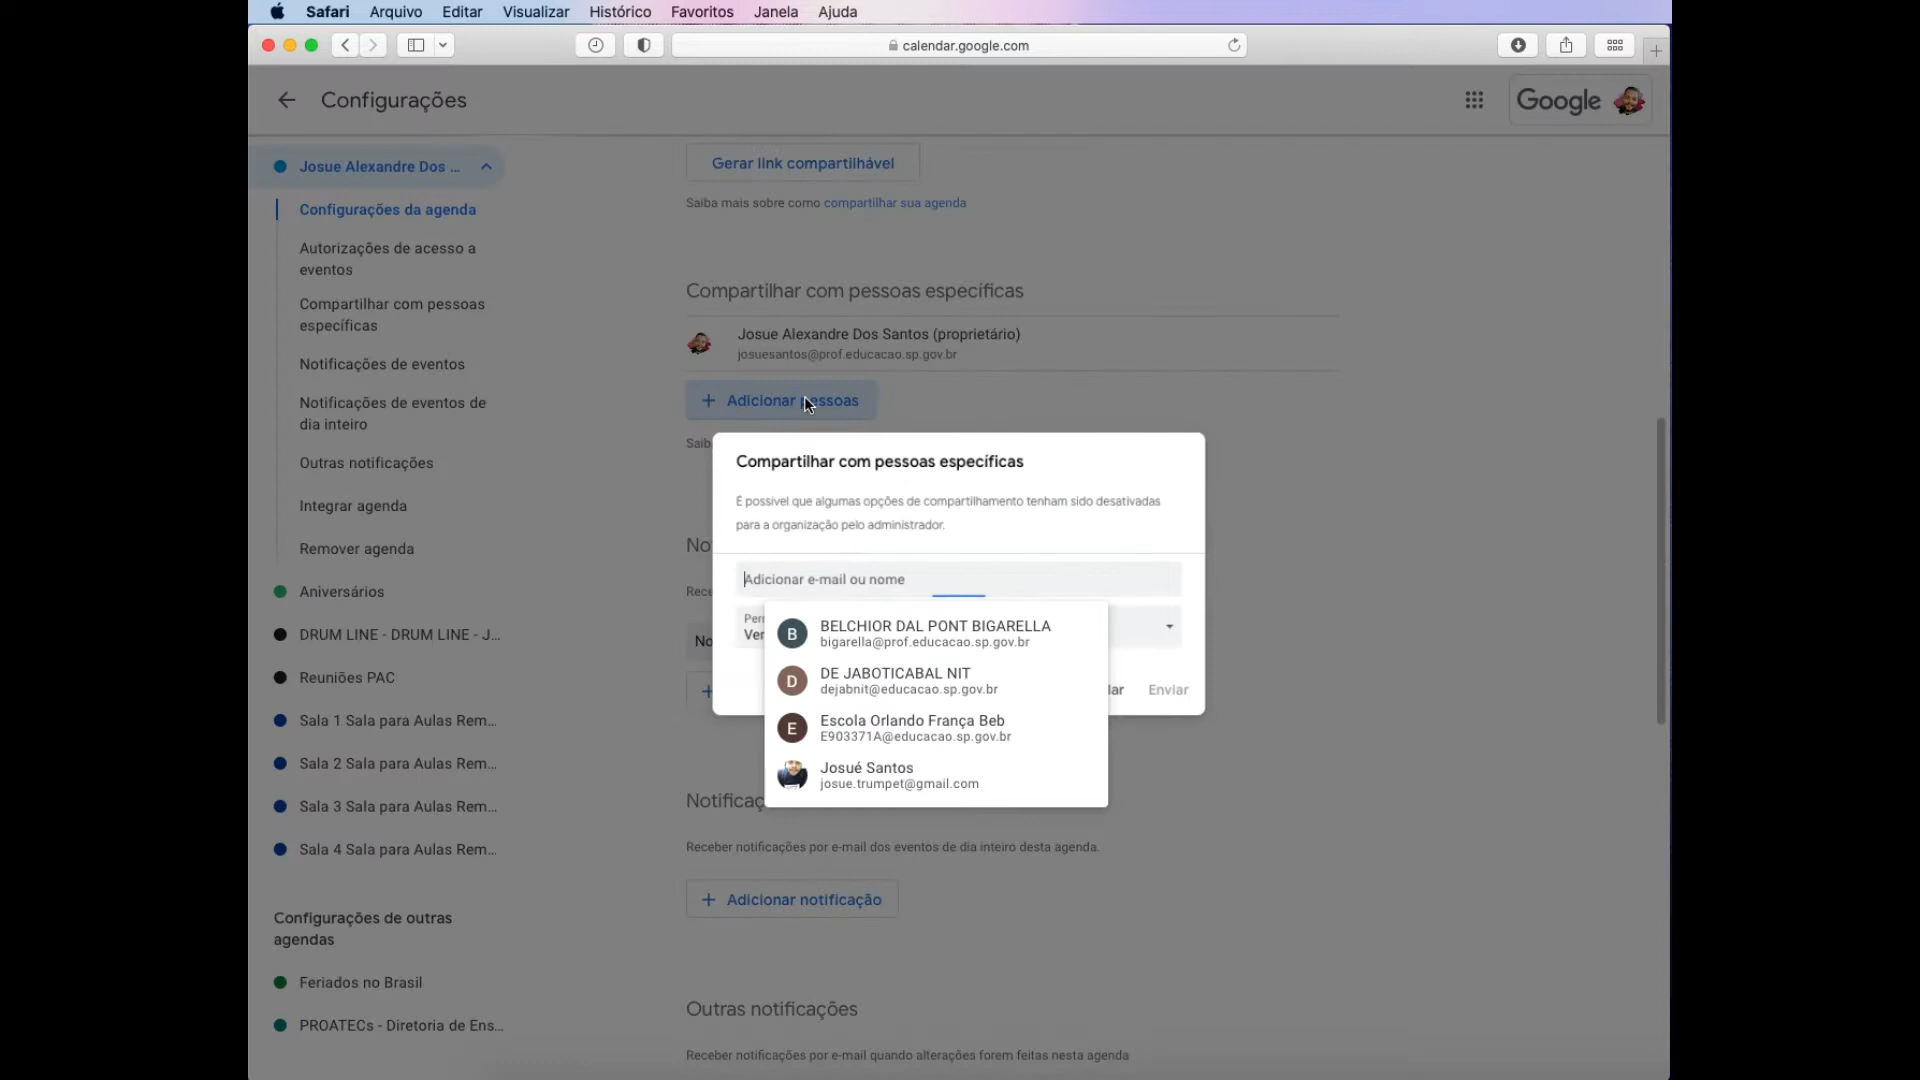 Safari Arquivo Editar Visualizar Histórico Favoritos Janela Ajuda
calendar.google.com
Configurações
Google
Josue Alexandre Dos ...
Configurações da agenda
Autorizações de acesso a
eventos
Compartilhar com pessoas
específicas
Notificações de eventos
Notificações de eventos de
dia inteiro
Outras notificações
Integrar agenda
Remover agenda
Aniversários
DRUM LINE - DRUM LINE - J...
Reuniões PAC
Sala 1 Sala para Aulas Rem...
Sala 2 Sala para Aulas Rem...
Sala 3 Sala para Aulas Rem...
Sala 4 Sala para Aulas Rem...
Configurações de outras
agendas
Feriados no Brasil
PROATECs - Diretoria de Ens...
Gerar link compartilhável
Saiba mais sobre como compartilhar sua agenda
Compartilhar com pessoas específicas
Josue Alexandre Dos Santos (proprietário)
josuesantos@prof.educacao.sp.gov.br
+ Adicionar pessoas
Saib
No
Rece
No
+
Compartilhar com pessoas específicas
É possível que algumas opções de compartilhamento tenham sido desativadas
para a organização pelo administrador.
Adicionar e-mail ou nome
Per
Ver
B BELCHIOR DAL PONT BIGARELLA
bigarella@prof.educacao.sp.gov.br
D DE JABOTICABAL NIT
dejabnit@educacao.sp.gov.br
E Escola Orlando França Beb
E903371A@educacao.sp.gov.br
Josué Santos
josue.trumpet@gmail.com
lar Enviar
Notificaç
Receber notificações por e-mail dos eventos de dia inteiro desta agenda.
+ Adicionar notificação
Outras notificações
Receber notificações por e-mail quando alterações forem feitas nesta agenda